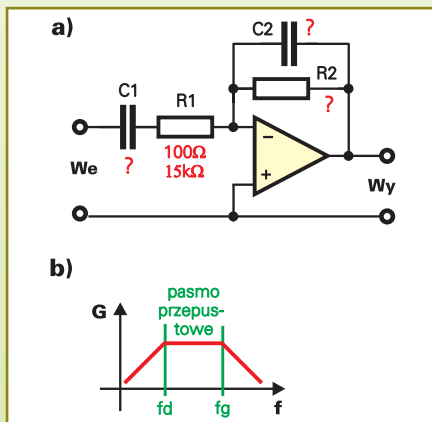 a)
C2 ?
R2
?
C1
R1
?
100Ω
15kΩ
−
+
We
Wy
b)
G
pasmo
przepus-
towe
fd
fg
f